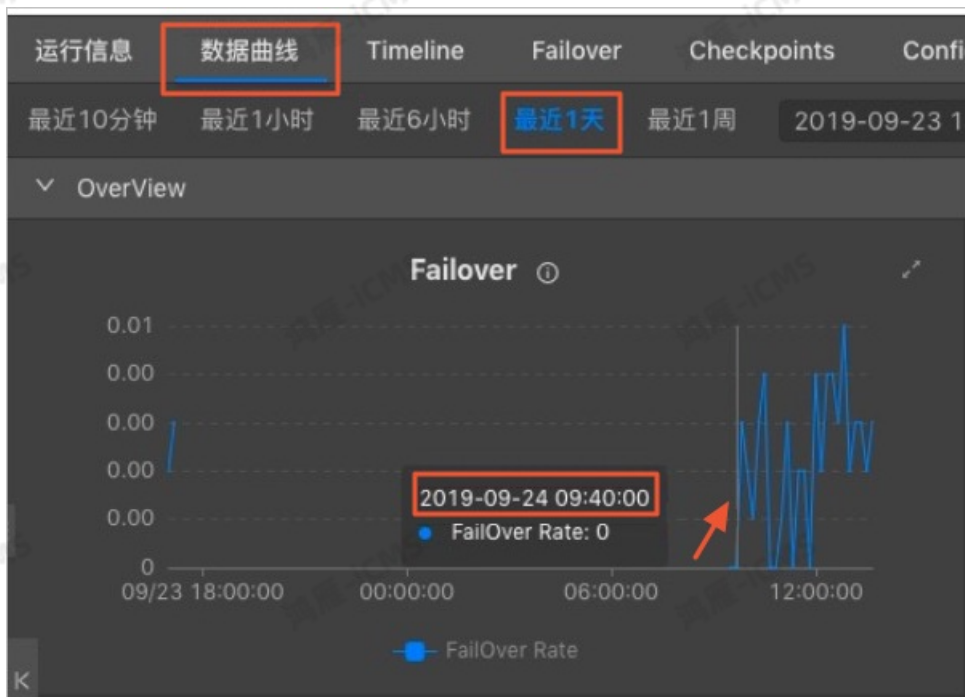 运行信息 数据曲线 Timeline Failover Checkpoints Confi
最近10分钟 最近1小时 最近6小时 最近1天 最近1周 2019-09-23 1
OverView
Failover
0.01
0.00
0.00
0.00
0.00
0
2019-09-24 09:40:00
FailOver Rate: 0
09/23 18:00:00 00:00:00 06:00:00 12:00:00
FailOver Rate